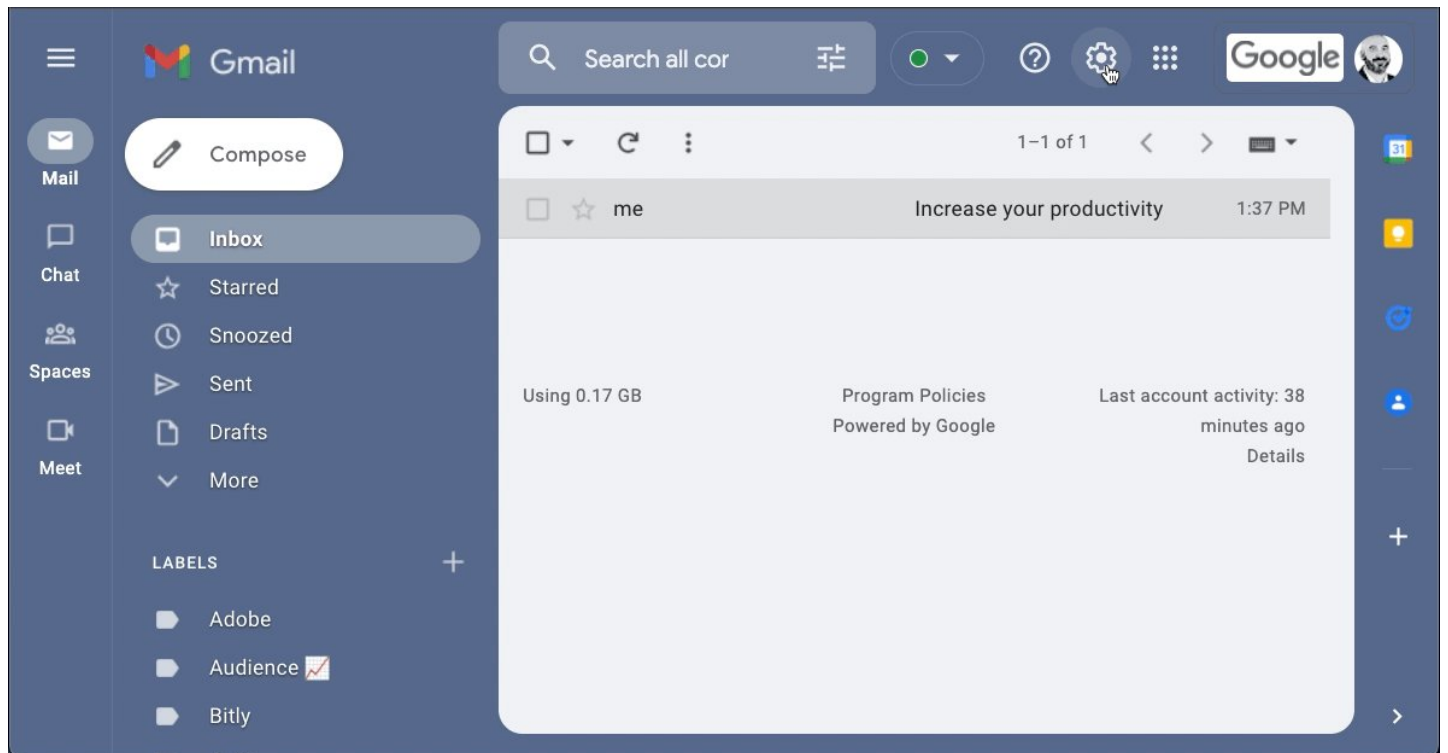 Gmail
Search all cor
Google
Mail
Chat
Spaces
Meet
Compose
Inbox
Starred
Snoozed
Sent
Drafts
More
LABELS
Adobe
Audience 📈
Bitly
1–1 of 1
me Increase your productivity 1:37 PM
Using 0.17 GB
Program Policies
Powered by Google
Last account activity: 38
minutes ago
Details
31